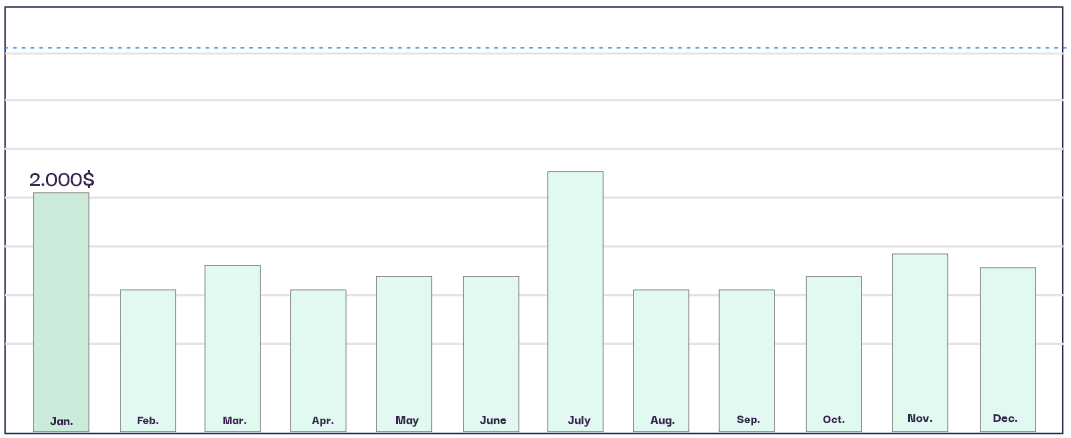 2.000$
Jan.
Feb.
Mar.
Apr.
May
June
July
Aug.
Sep.
Oct.
Nov.
Dec.